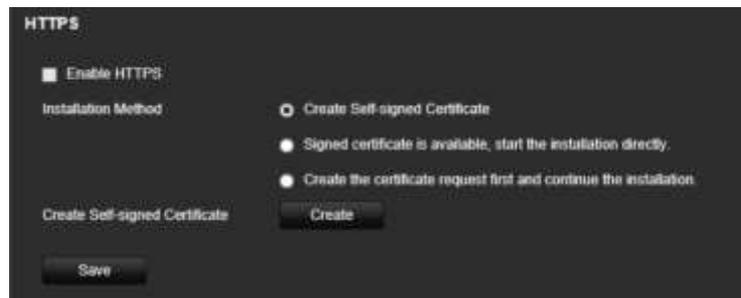 HTTPS
Enable HTTPS
Installation Method
Create Self-signed Certificate
Signed certificate is available, start the installation directly.
Create the certificate request first and continue the installation.
Create Self-signed Certificate
Create
Save